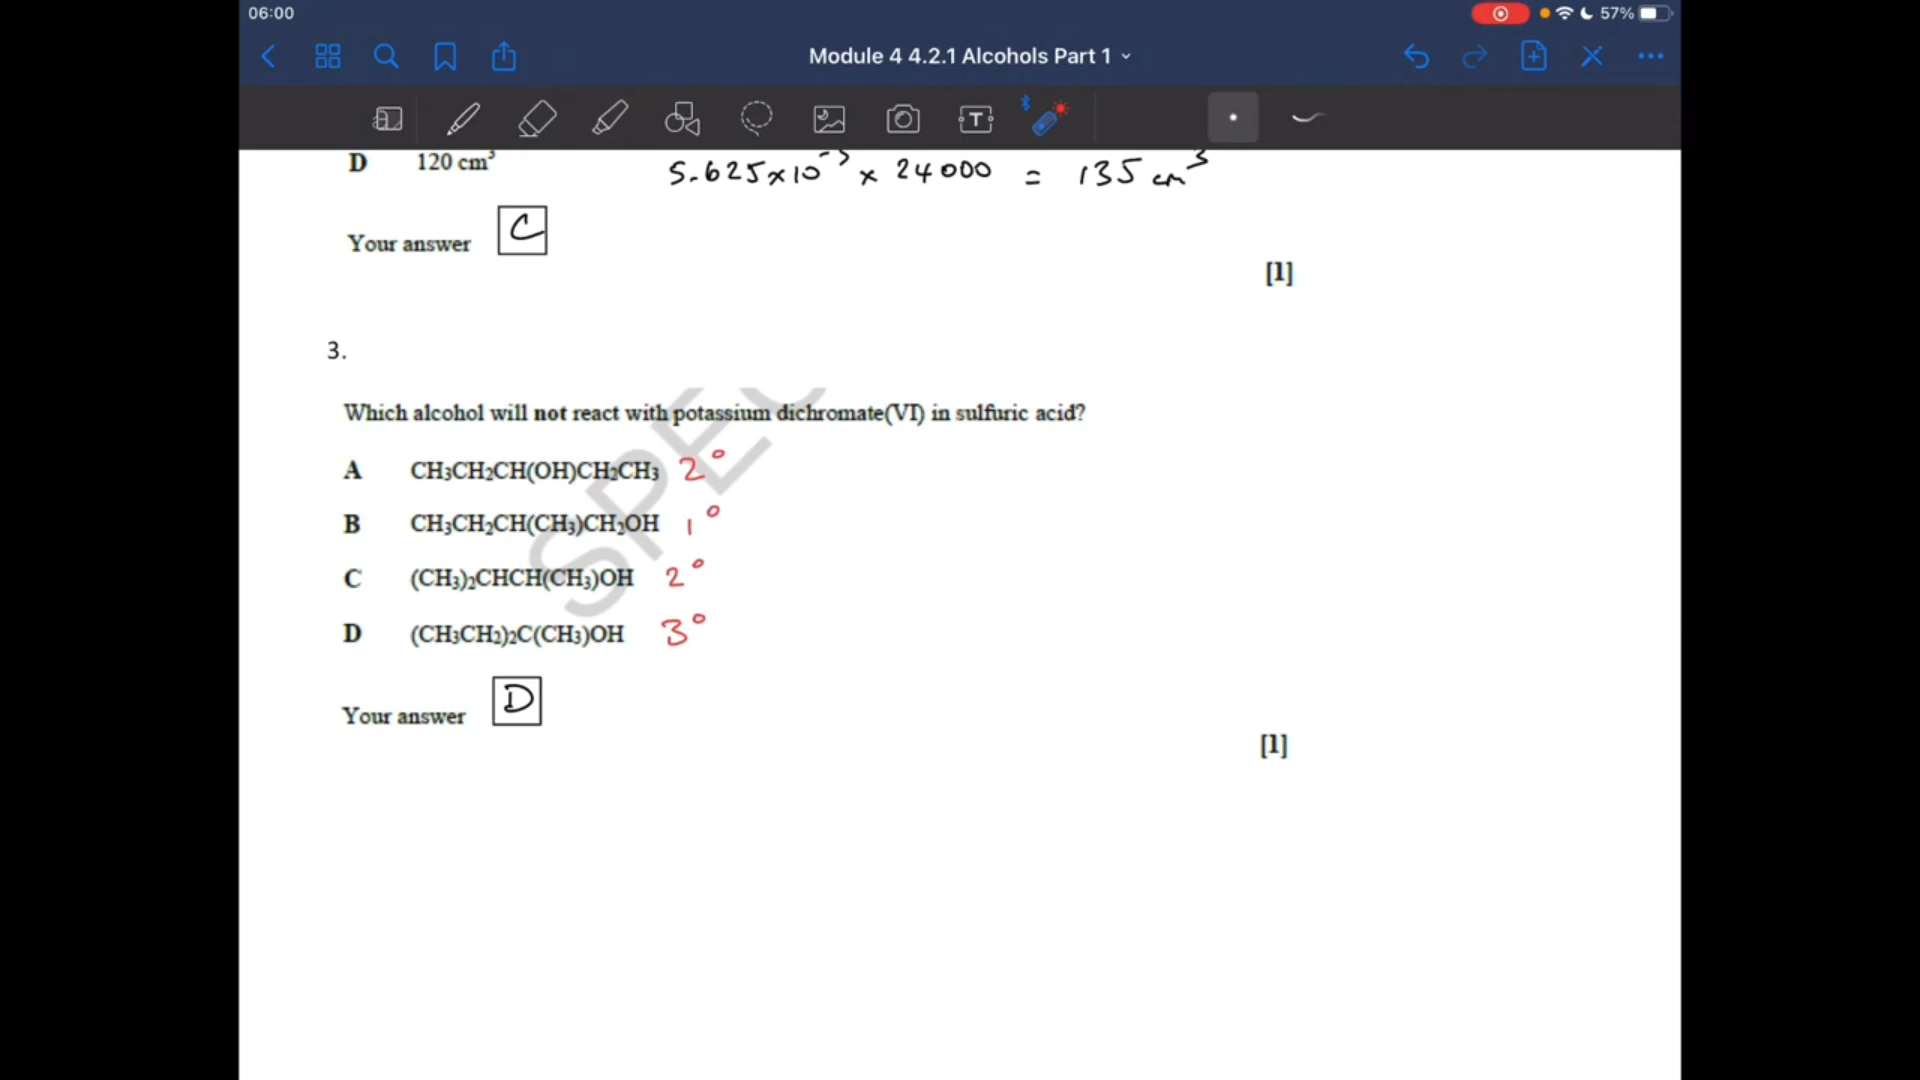 06:00
57%
Module 4 4.2.1 Alcohols Part 1
D 120 cm³ 5.625×10⁻³ × 24000 = 135 cm³
Your answer C
[1]
3.
SPEC
Which alcohol will not react with potassium dichromate(VI) in sulfuric acid?
A CH₃CH₂CH(OH)CH₂CH₃ 2°
B CH₃CH₂CH(CH₃)CH₂OH 1°
C (CH₃)₂CHCH(CH₃)OH 2°
D (CH₃CH₂)₂C(CH₃)OH 3°
Your answer D
[1]